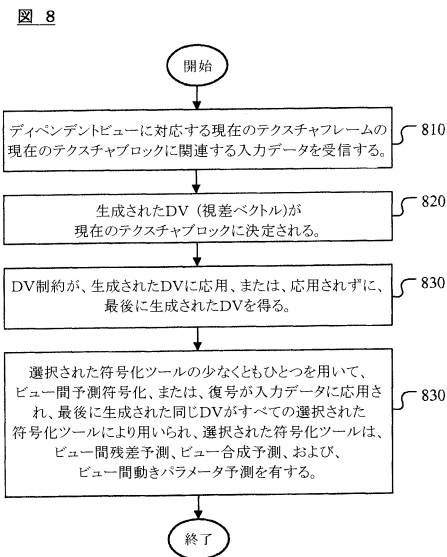 図 8
開始
ディペンデントビューに対応する現在のテクスチャフレームの
現在のテクスチャブロックに関連する入力データを受信する。
810
生成されたDV (視差ベクトル)が
現在のテクスチャブロックに決定される。
820
DV制約が、生成されたDVに応用、または、応用されずに、
最後に生成されたDVを得る。
830
選択された符号化ツールの少なくともひとつを用いて、
ビュー間予測符号化、または、復号が入力データに応用さ
れ、最後に生成された同じDVがすべての選択された
符号化ツールにより用いられ、選択された符号化ツールは、
ビュー間残差予測、ビュー合成予測、および、
ビュー間動きパラメータ予測を有する。
830
終了